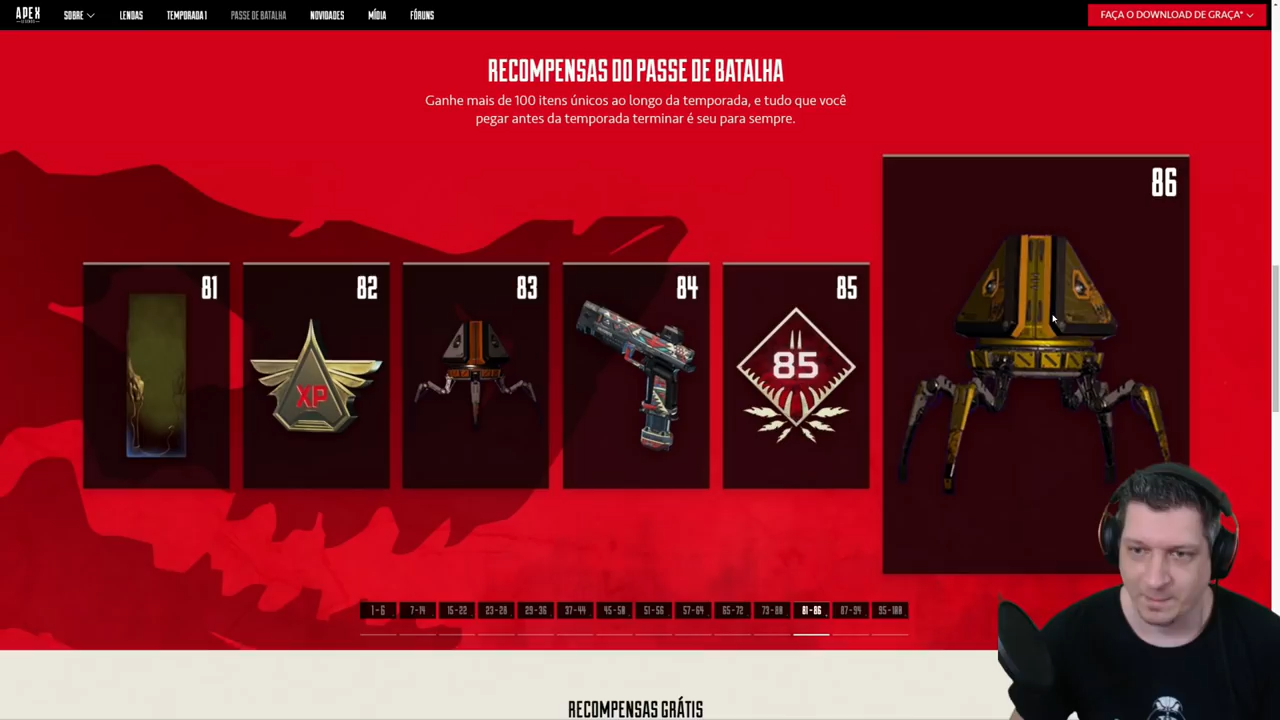 APEX
LEGENDS
SOBRE
LENDAS
TEMPORADA 1
PASSE DE BATALHA
NOVIDADES
MÍDIA
FÓRUNS
FAÇA O DOWNLOAD DE GRAÇA*
RECOMPENSAS DO PASSE DE BATALHA
Ganhe mais de 100 itens únicos ao longo da temporada, e tudo que você
pegar antes da temporada terminar é seu para sempre.
81
82
83
84
85
86
XP
85
1-6
7-14
15-22
23-28
29-36
37-44
45-50
51-56
57-64
65-72
73-80
81-86
87-94
95-100
RECOMPENSAS GRÁTIS